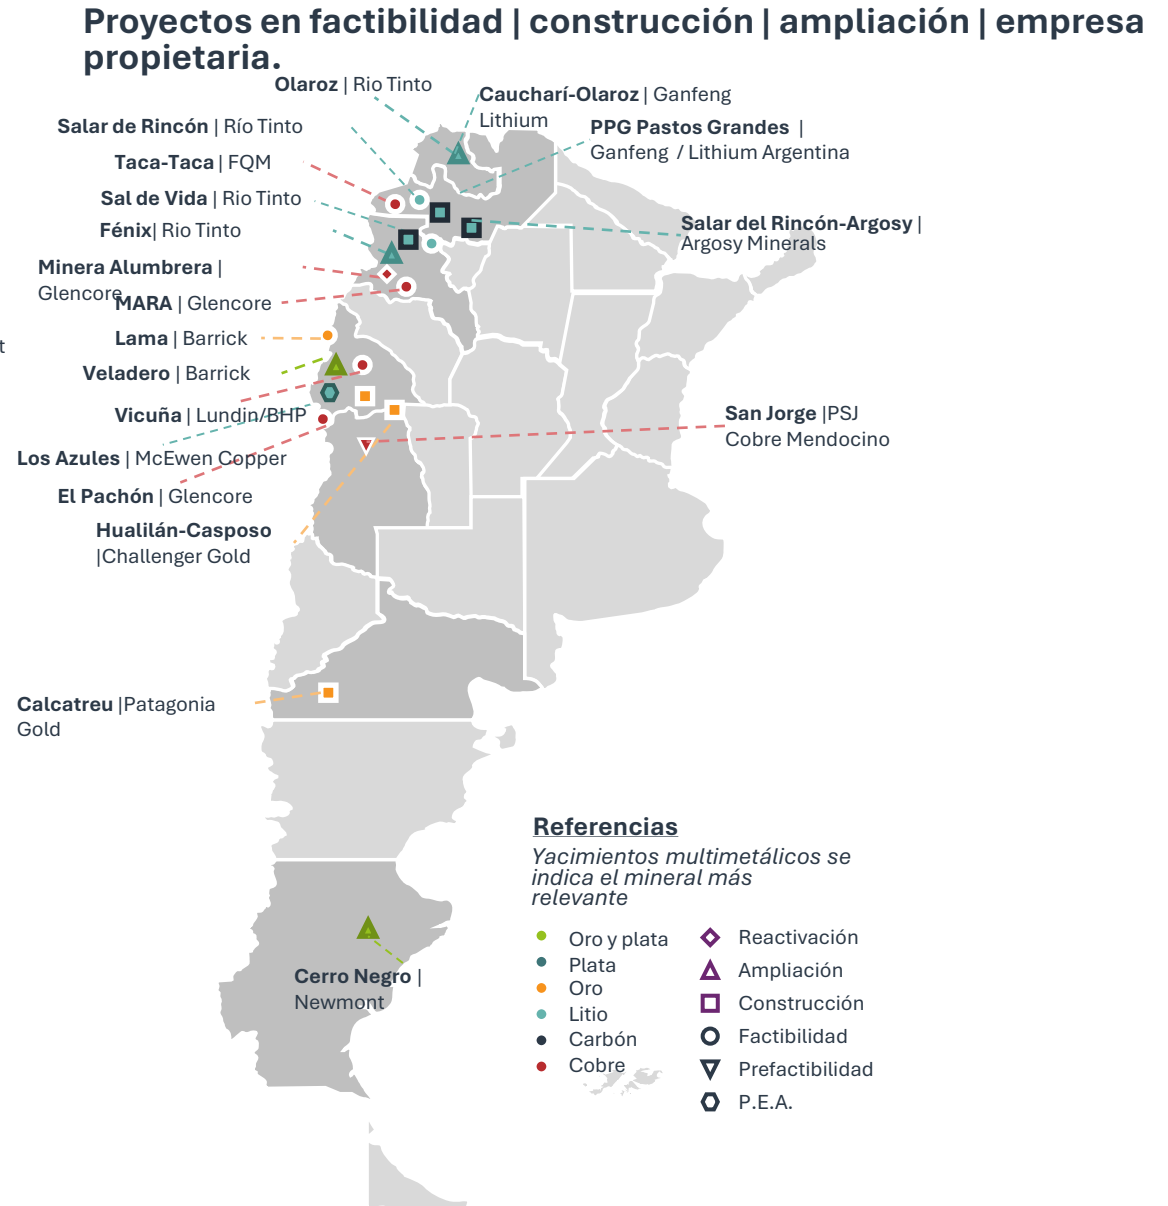 Proyectos en factibilidad | construcción | ampliación | empresa
propietaria.
Olaroz | Rio Tinto
Caucharí-Olaroz | Ganfeng
Lithium
Salar de Rincón | Río Tinto
PPG Pastos Grandes |
Ganfeng / Lithium Argentina
Taca-Taca | FQM
Sal de Vida | Rio Tinto
Fénix| Rio Tinto
Salar del Rincón-Argosy |
Argosy Minerals
Minera Alumbrera |
Glencore
MARA | Glencore
Lama | Barrick
t
Veladero | Barrick
Vicuña | Lundin/BHP
San Jorge |PSJ
Cobre Mendocino
Los Azules | McEwen Copper
El Pachón | Glencore
Hualilán-Casposo
|Challenger Gold
Calcatreu |Patagonia
Gold
Cerro Negro |
Newmont
Referencias
Yacimientos multimetálicos se
indica el mineral más
relevante
Oro y plata
Plata
Oro
Litio
Carbón
Cobre
Reactivación
Ampliación
Construcción
Factibilidad
Prefactibilidad
P.E.A.